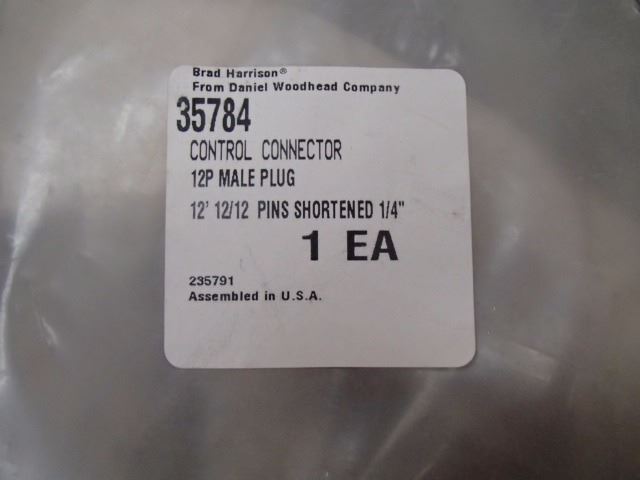 Brad Harrison®
From Daniel Woodhead Company
35784
CONTROL CONNECTOR
12P MALE PLUG
12' 12/12 PINS SHORTENED 1/4"
1 EA
235791
Assembled in U.S.A.